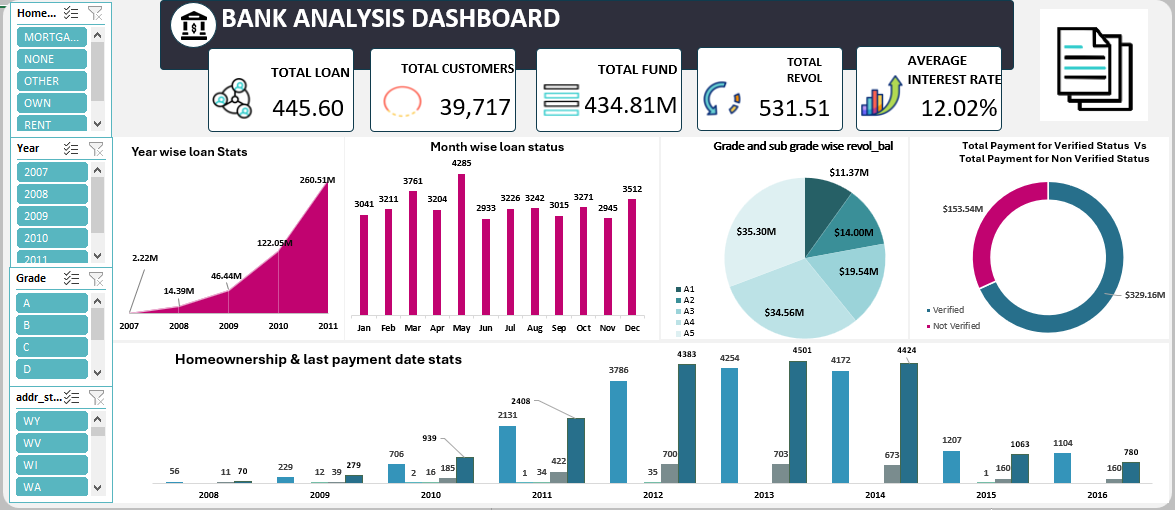 Home...
MORTGA...
NONE
OTHER
OWN
RENT
Year
2007
2008
2009
2010
2011
Grade
A
B
C
D
addr_st...
WY
WV
WI
WA
BANK ANALYSIS DASHBOARD
TOTAL LOAN
445.60
TOTAL CUSTOMERS
39,717
TOTAL FUND
434.81M
TOTAL
REVOL
531.51
AVERAGE
INTEREST RATE
12.02%
Year wise loan Stats
260.51M
122.05M
46.44M
14.39M
2.22M
2007 2008 2009 2010 2011
Month wise loan status
3041 3211 3761 3204 4285 2933 3226 3242 3015 3271 2945 3512
Jan Feb Mar Apr May Jun Jul Aug Sep Oct Nov Dec
Grade and sub grade wise revol_bal
$11.37M
$14.00M
$19.54M
$34.56M
$35.30M
A1
A2
A3
A4
A5
Total Payment for Verified Status Vs
Total Payment for Non Verified Status
$153.54M
$329.16M
Verified
Not Verified
Homeownership & last payment date stats
56 11 70
229 12 39 279
706 2 16 185 939
2131 1 34 422 2408
3786 35 700 4383
4254 703 4501
4172 673 4424
1207 1 160 1063
1104 160 780
2008 2009 2010 2011 2012 2013 2014 2015 2016